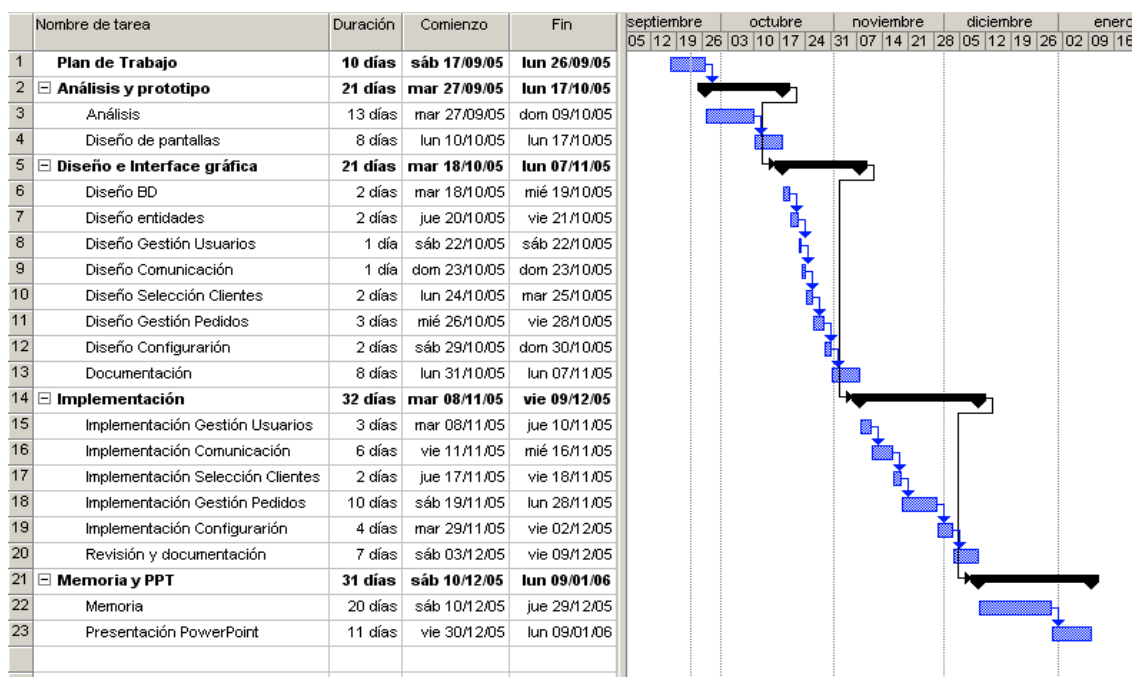 Nombre de tarea Duración Comienzo Fin septiembre octubre noviembre diciembre enero
05 12 19 26 03 10 17 24 31 07 14 21 28 05 12 19 26 02 09 16
1 Plan de Trabajo 10 días sáb 17/09/05 lun 26/09/05
2 Análisis y prototipo 21 días mar 27/09/05 lun 17/10/05
3 Análisis 13 días mar 27/09/05 dom 09/10/05
4 Diseño de pantallas 8 días lun 10/10/05 lun 17/10/05
5 Diseño e Interface gráfica 21 días mar 18/10/05 lun 07/11/05
6 Diseño BD 2 días mar 18/10/05 mié 19/10/05
7 Diseño entidades 2 días jue 20/10/05 vie 21/10/05
8 Diseño Gestión Usuarios 1 día sáb 22/10/05 sáb 22/10/05
9 Diseño Comunicación 1 día dom 23/10/05 dom 23/10/05
10 Diseño Selección Clientes 2 días lun 24/10/05 mar 25/10/05
11 Diseño Gestión Pedidos 3 días mié 26/10/05 vie 28/10/05
12 Diseño Configurarión 2 días sáb 29/10/05 dom 30/10/05
13 Documentación 8 días lun 31/10/05 lun 07/11/05
14 Implementación 32 días mar 08/11/05 vie 09/12/05
15 Implementación Gestión Usuarios 3 días mar 08/11/05 jue 10/11/05
16 Implementación Comunicación 6 días vie 11/11/05 mié 16/11/05
17 Implementación Selección Clientes 2 días jue 17/11/05 vie 18/11/05
18 Implementación Gestión Pedidos 10 días sáb 19/11/05 lun 28/11/05
19 Implementación Configurarión 4 días mar 29/11/05 vie 02/12/05
20 Revisión y documentación 7 días sáb 03/12/05 vie 09/12/05
21 Memoria y PPT 31 días sáb 10/12/05 lun 09/01/06
22 Memoria 20 días sáb 10/12/05 jue 29/12/05
23 Presentación PowerPoint 11 días vie 30/12/05 lun 09/01/06